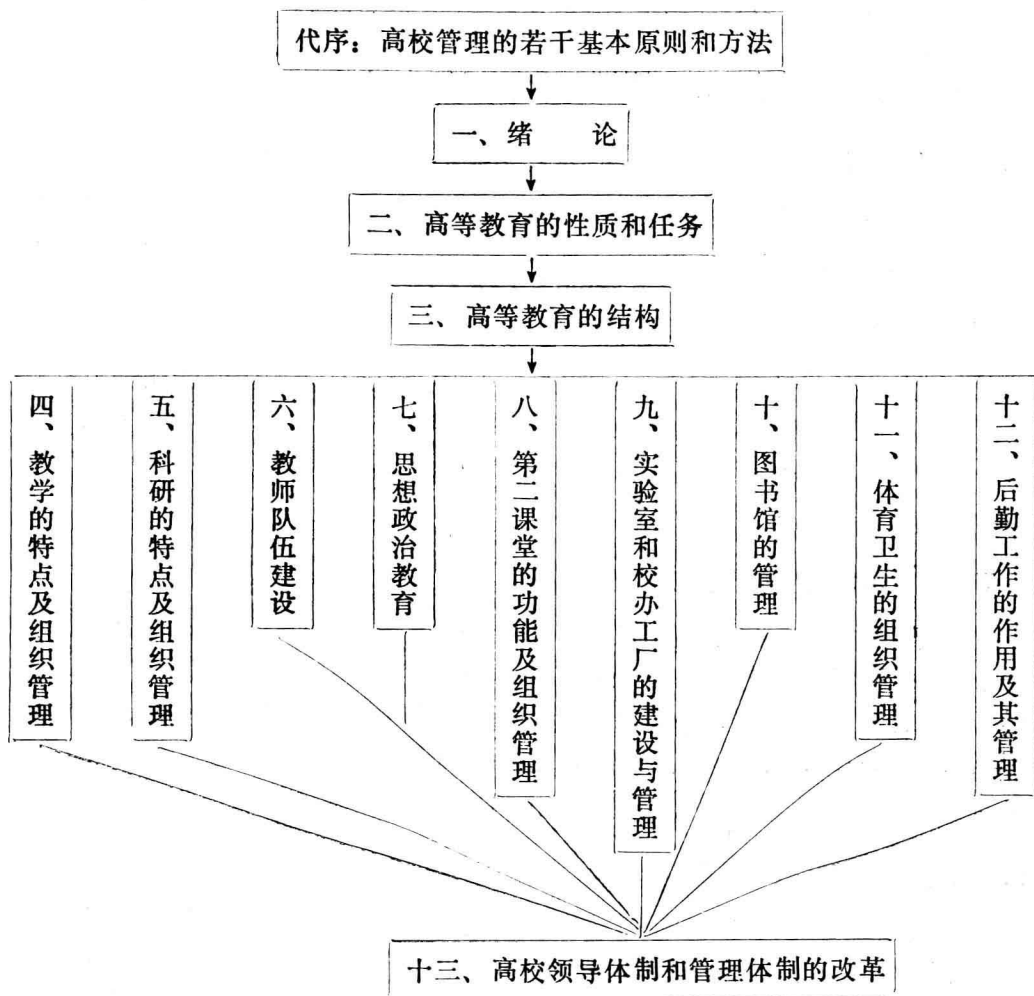 代序：高校管理的若干基本原则和方法
一、绪　　论
二、高等教育的性质和任务
三、高等教育的结构
四、教学的特点及组织管理
五、科研的特点及组织管理
六、教师队伍建设
七、思想政治教育
八、第二课堂的功能及组织管理
九、实验室和校办工厂的建设与管理
十、图书馆的管理
十一、体育卫生的组织管理
十二、后勤工作的作用及其管理
十三、高校领导体制和管理体制的改革